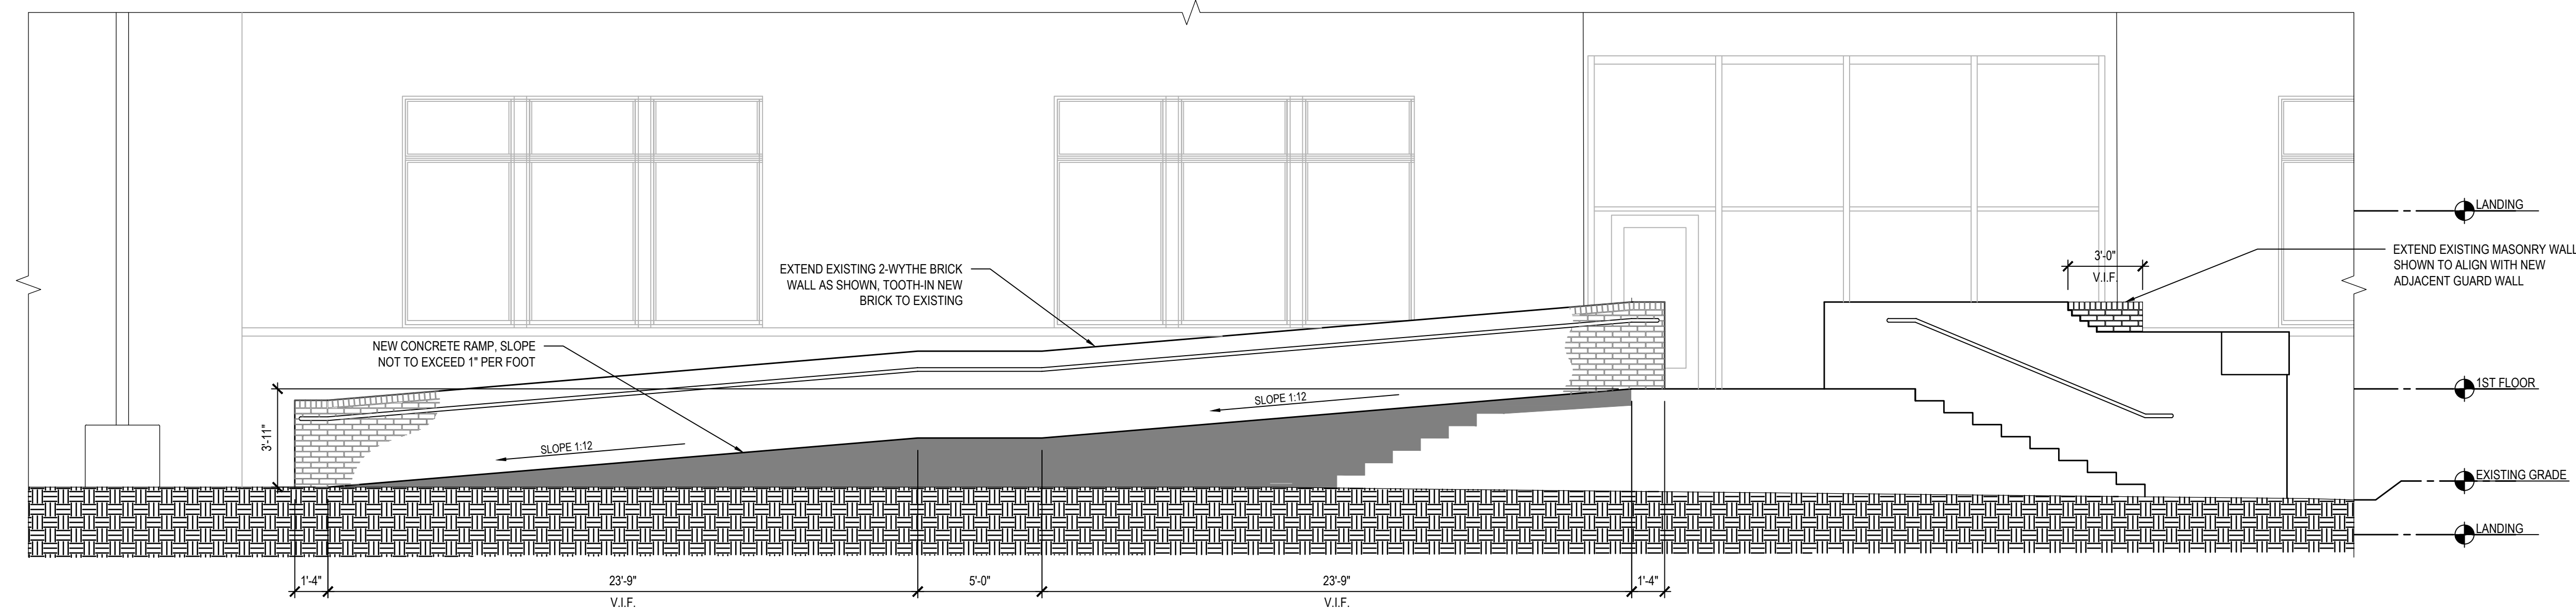 LANDING
EXTEND EXISTING MASONRY WALL
SHOWN TO ALIGN WITH NEW
ADJACENT GUARD WALL
3'-0"
V.I.F.
EXTEND EXISTING 2-WYTHE BRICK
WALL AS SHOWN, TOOTH-IN NEW
BRICK TO EXISTING
NEW CONCRETE RAMP, SLOPE
NOT TO EXCEED 1" PER FOOT
1ST FLOOR
SLOPE 1:12
3'-11"
SLOPE 1:12
EXISTING GRADE
LANDING
1'-4"
23'-9"
V.I.F.
5'-0"
23'-9"
V.I.F.
1'-4"